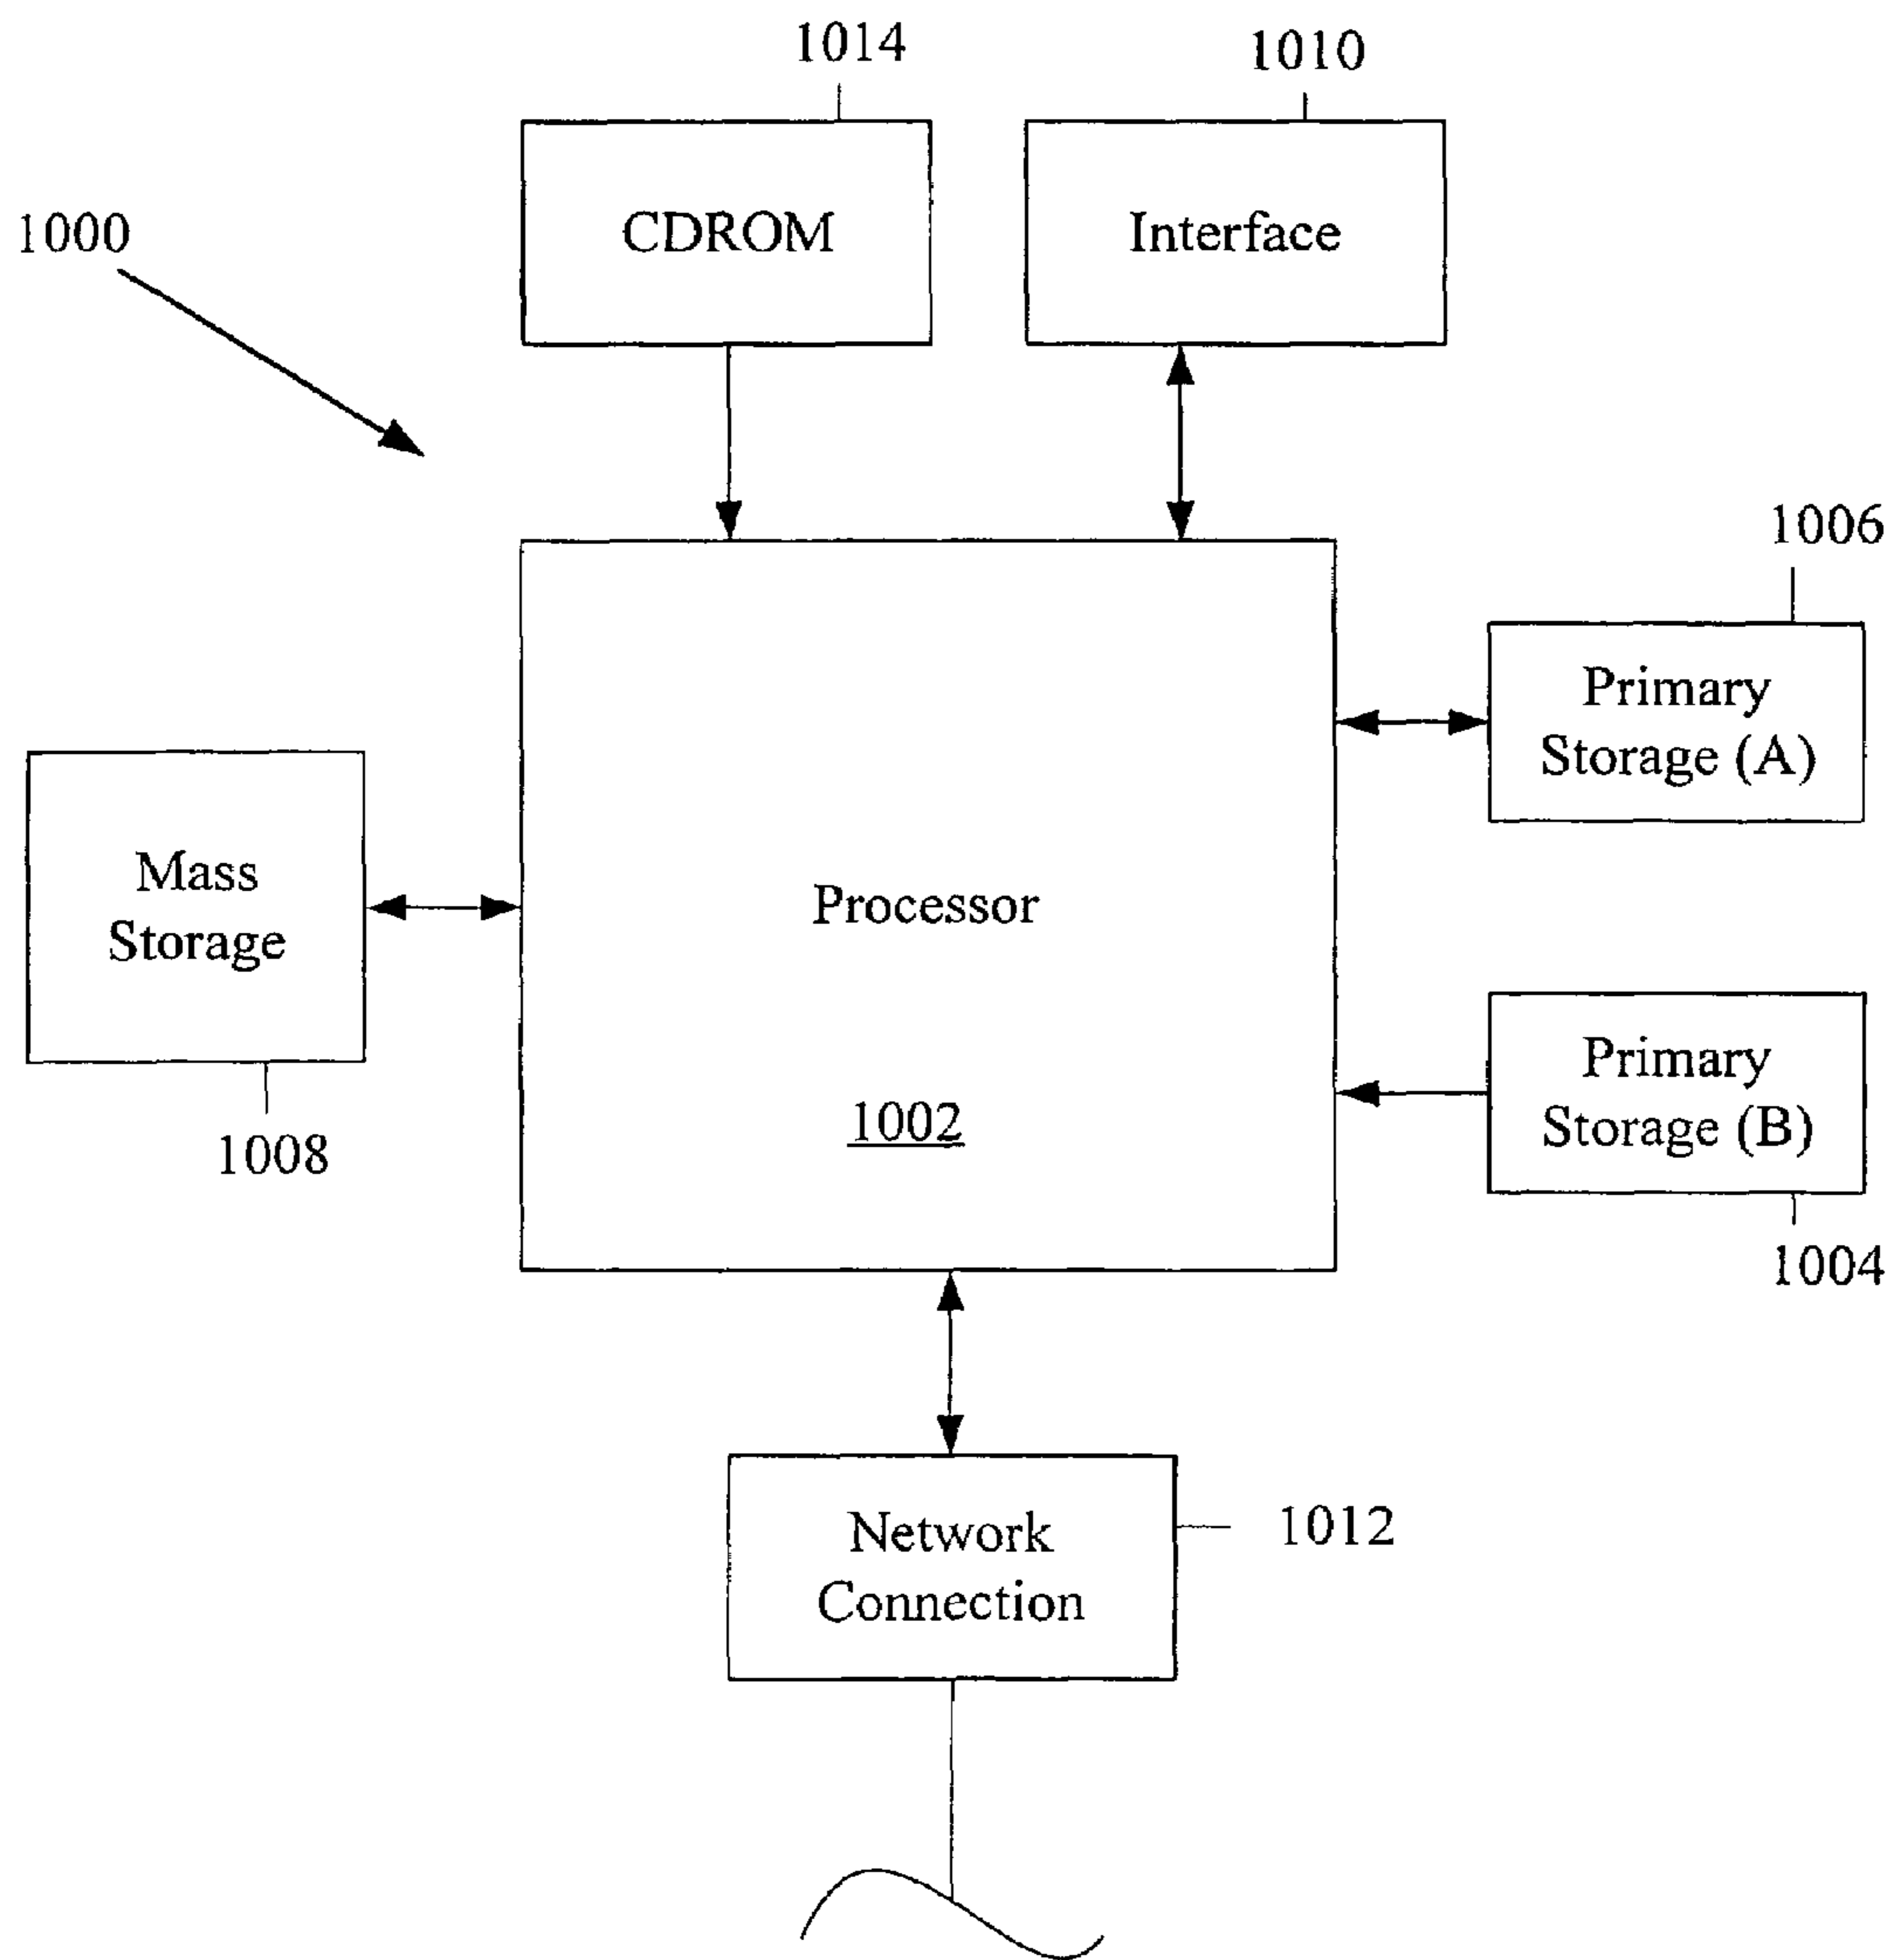 1014
1010
CDROM
Interface
1000
1006
Primary
Storage (A)
Mass
Storage
Processor
1002
1008
Primary
Storage (B)
1004
Network
Connection
1012